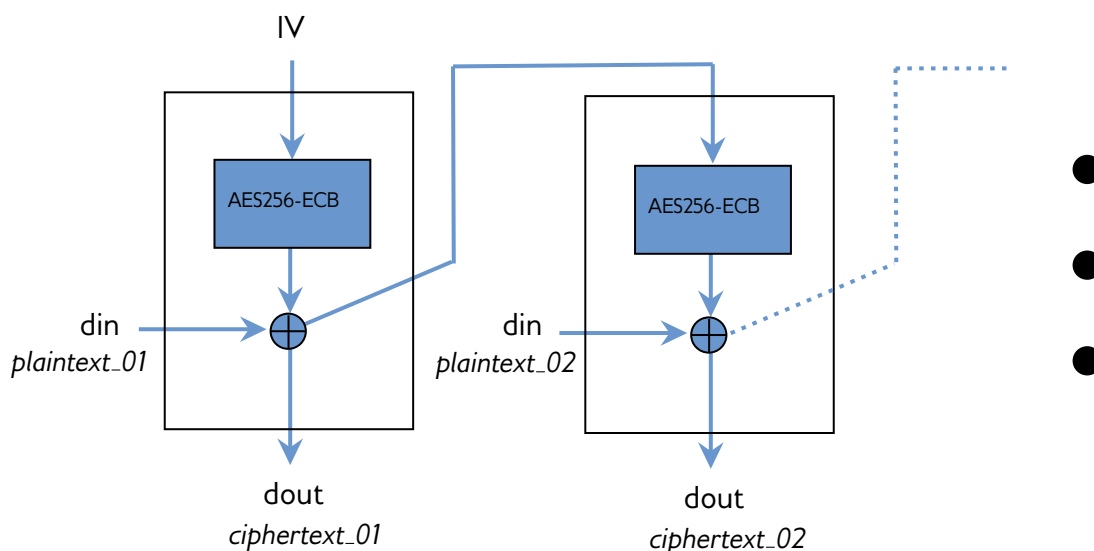 IV
AES256-ECB
din
plaintext_01
dout
ciphertext_01
AES256-ECB
din
plaintext_02
dout
ciphertext_02